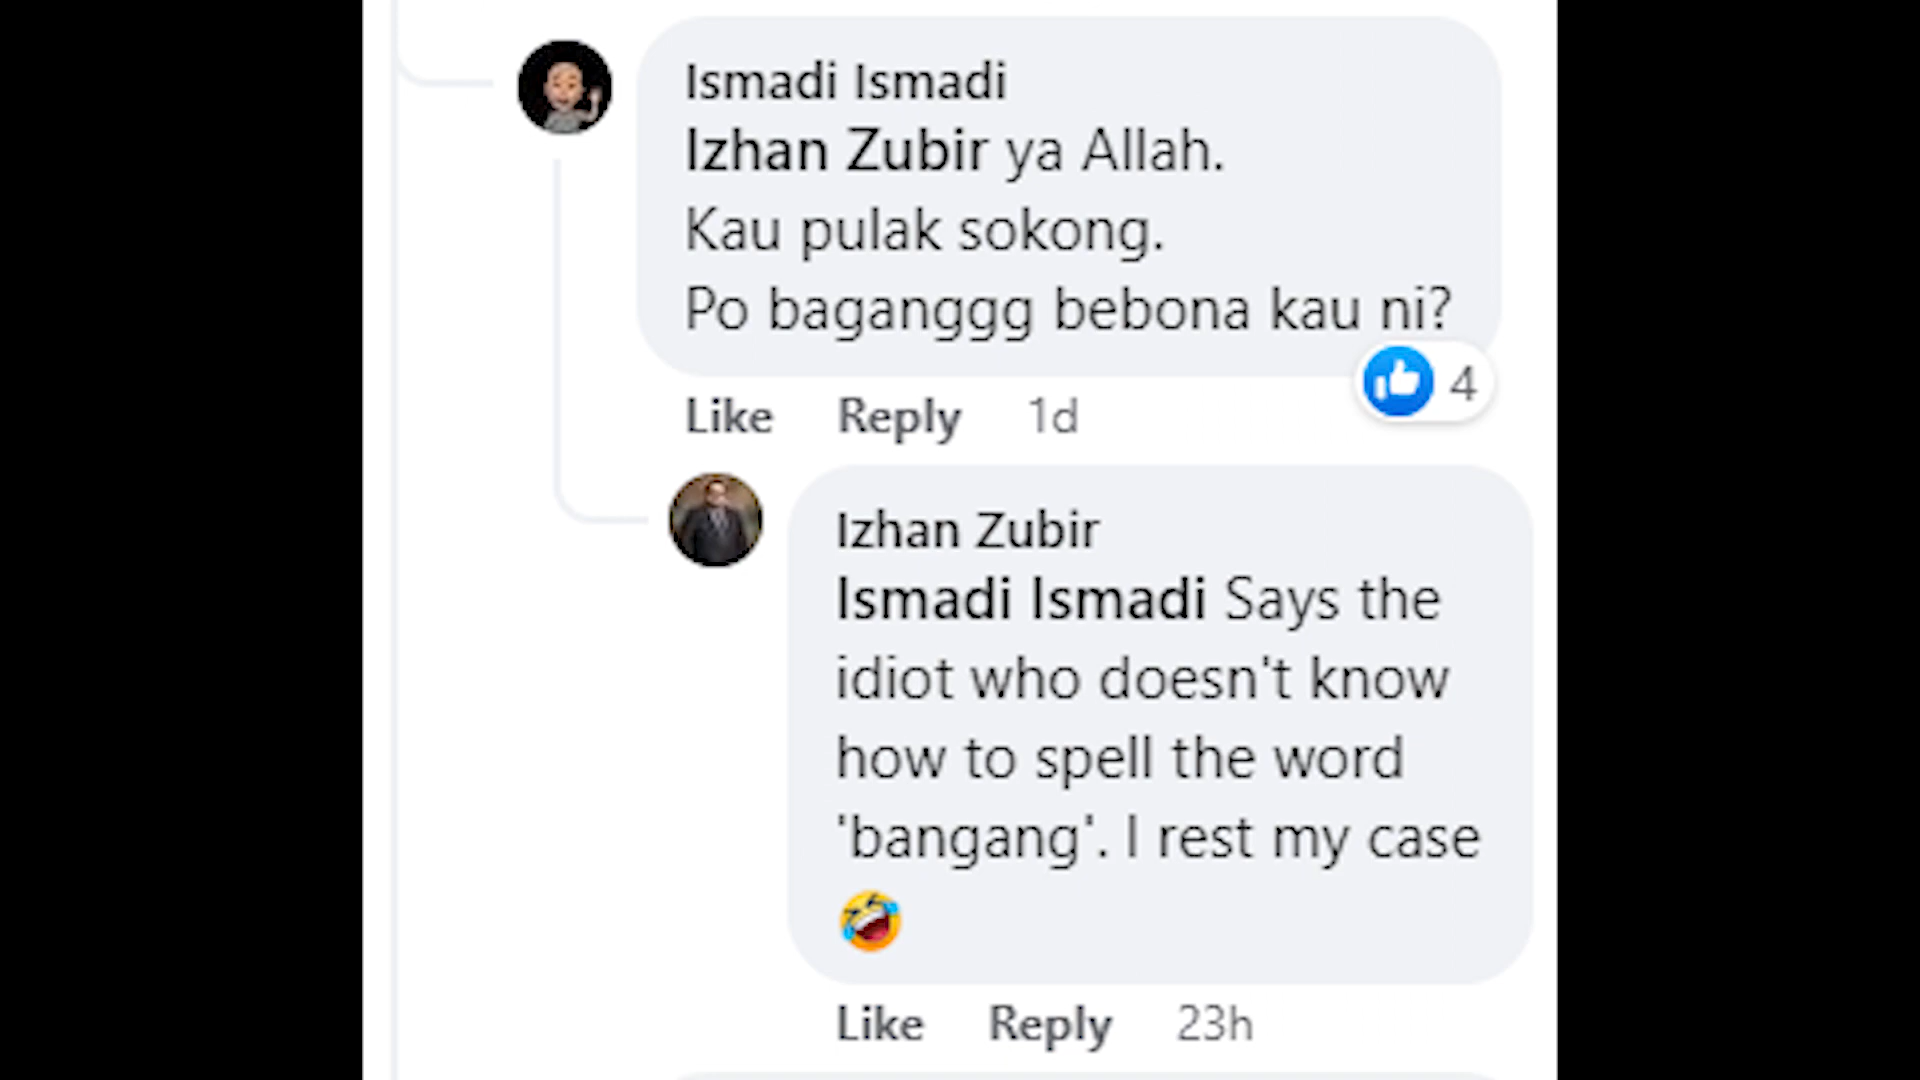 Ismadi Ismadi
Izhan Zubir ya Allah.
Kau pulak sokong.
Po baganggg bebona kau ni?
4
Like Reply 1d
Izhan Zubir
Ismadi Ismadi Says the
idiot who doesn't know
how to spell the word
'bangang'. I rest my case
🤣
Like Reply 23h